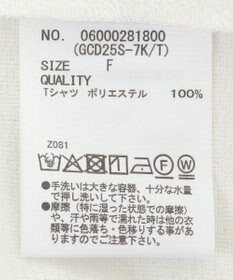 NO. 06000281800
(GCD25S-7K/T)
SIZE F
QUALITY
Tシャツ ポリエステル 100%
Z081
●手洗いは大きな容器、十分な水量
で押し洗いして下さい。
●摩擦（特に湿った状態での摩擦）
や、汗や雨等で濡れた時は他の衣
類等に色落ち・色移りする事があり
ますのでご注意下さい。